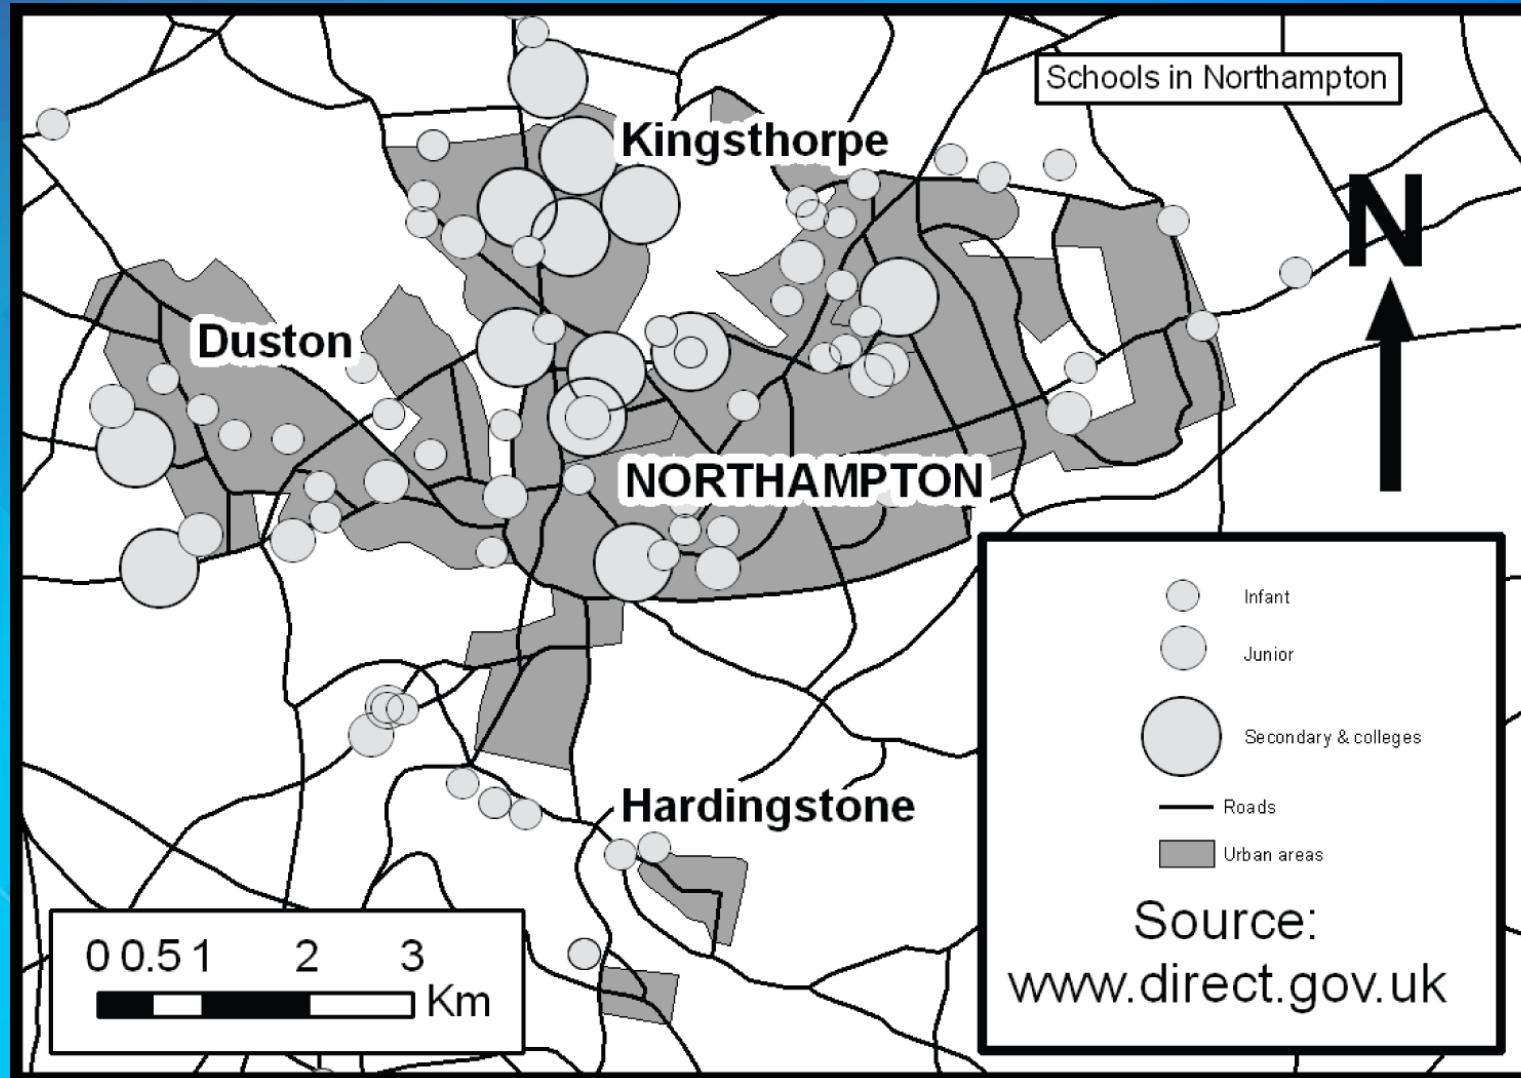 Schools in Northampton
Kingsthorpe
N
Duston
NORTHAMPTON
Hardingstone
Infant
Junior
Secondary & colleges
Roads
Urban areas
Source:
www.direct.gov.uk
0 0.5 1 2 3
Km